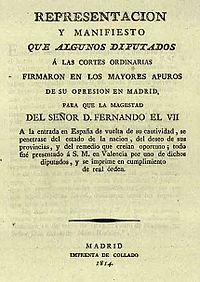 REPRESENTACION
Y MANIFIESTO
QUE ALGUNOS DIPUTADOS
Á LAS CORTES ORDINARIAS
FIRMARON EN LOS MAYORES APUROS
DE SU OPRESION EN MADRID,
PARA QUE LA MAGESTAD
DEL SEÑOR D. FERNANDO EL VII
A la entrada en España de vuelta de su cautividad, se
penetrase del estado de la nacion, del deseo de sus
provincias, y del remedio que creian oportuno; todo
fué presentado á S. M. en Valencia por uno de dichos
diputados, y se imprime en cumplimiento
de real órden.
MADRID
IMPRENTA DE COLLADO
1814.